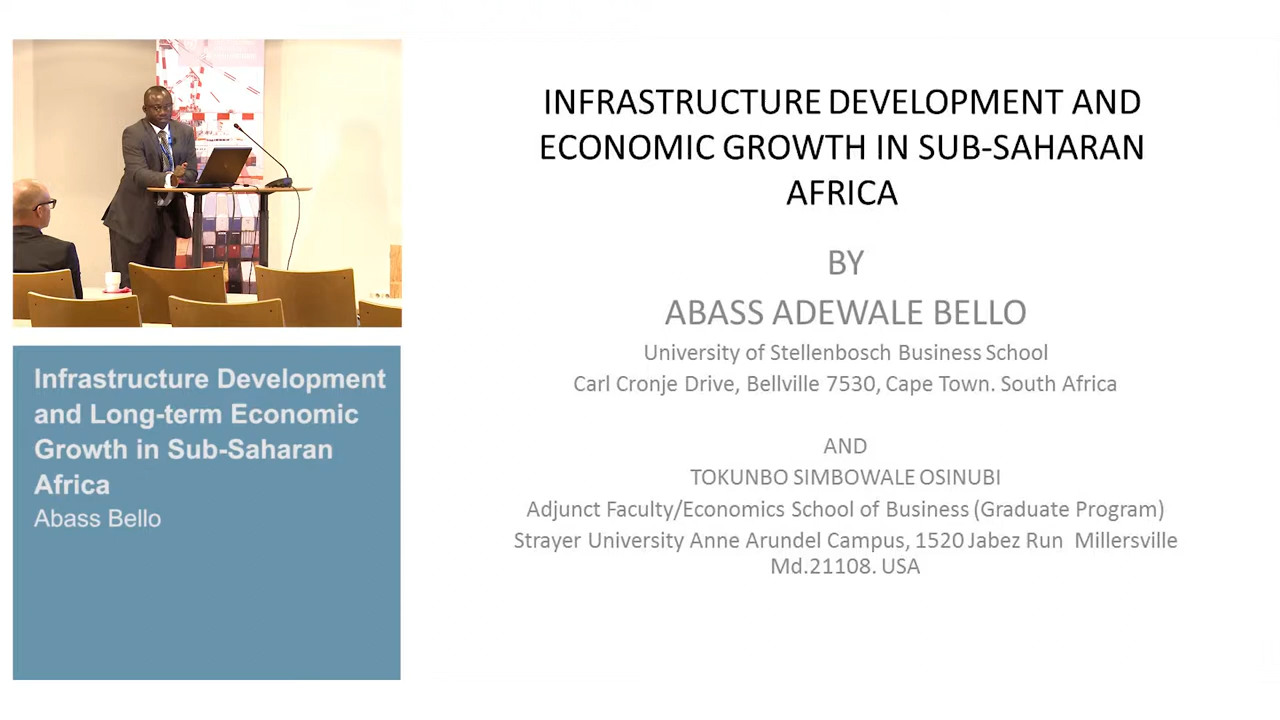 Infrastructure Development
and Long-term Economic
Growth in Sub-Saharan
Africa
Abass Bello
INFRASTRUCTURE DEVELOPMENT AND
ECONOMIC GROWTH IN SUB-SAHARAN
AFRICA
BY
ABASS ADEWALE BELLO
University of Stellenbosch Business School
Carl Cronje Drive, Bellville 7530, Cape Town. South Africa
AND
TOKUNBO SIMBOWALE OSINUBI
Adjunct Faculty/Economics School of Business (Graduate Program)
Strayer University Anne Arundel Campus, 1520 Jabez Run Millersville
Md.21108. USA